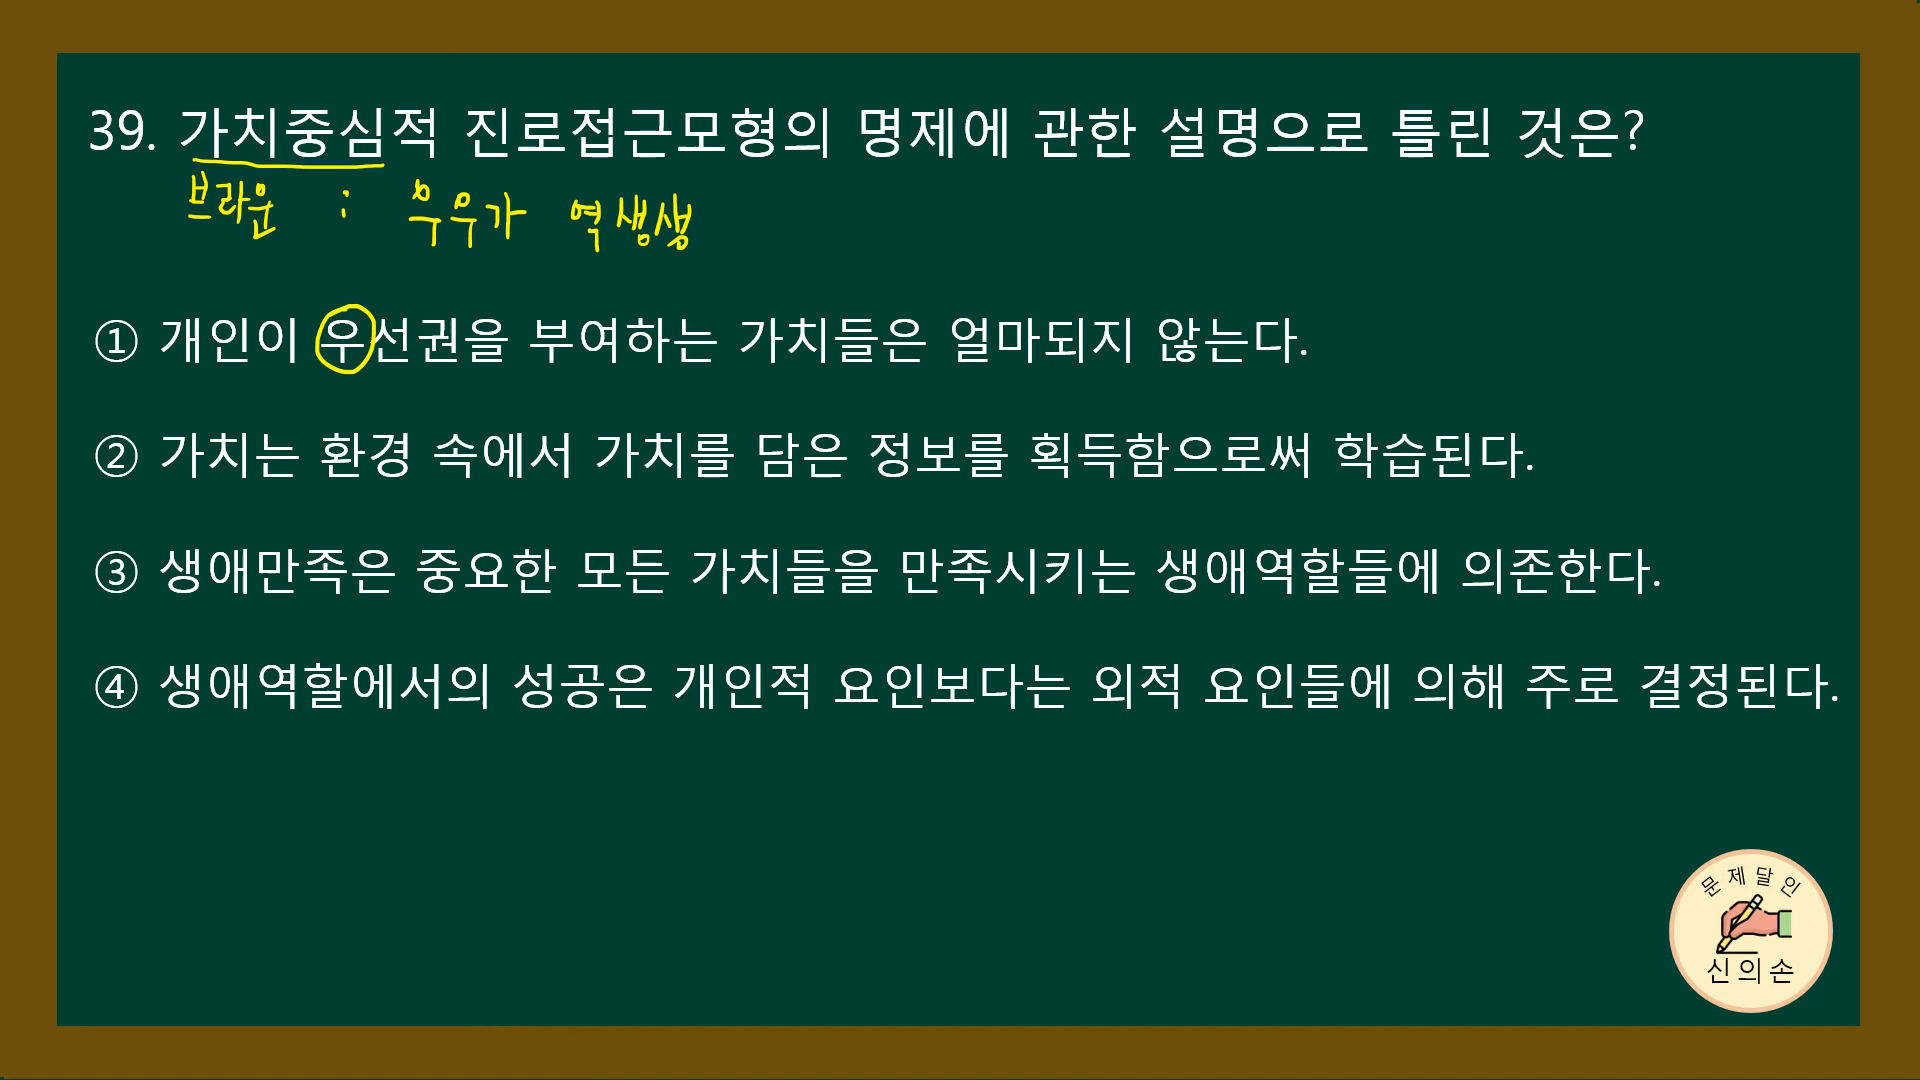 39. 가치중심적 진로접근모형의 명제에 관한 설명으로 틀린 것은?
브라운 : 우우가 역생생
① 개인이 우선권을 부여하는 가치들은 얼마되지 않는다.
② 가치는 환경 속에서 가치를 담은 정보를 획득함으로써 학습된다.
③ 생애만족은 중요한 모든 가치들을 만족시키는 생애역할들에 의존한다.
④ 생애역할에서의 성공은 개인적 요인보다는 외적 요인들에 의해 주로 결정된다.
문제달인
신의손